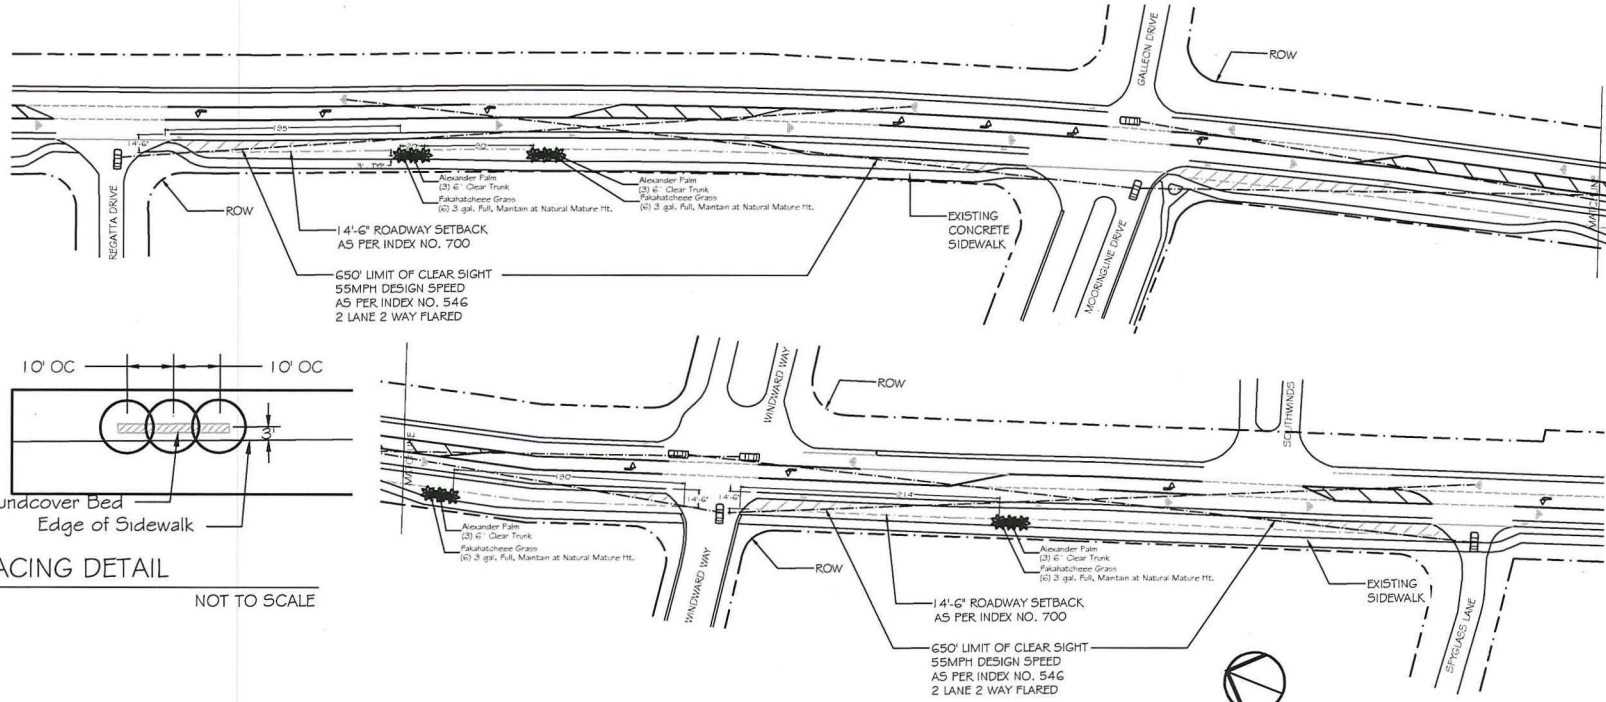 GALLEON DRIVE
ROW
195'
14'-6"
20'
80'
3' TYP
Alexander Palm
(3) 6' Clear Trunk
Fakahatcheee Grass
(6) 3 gal. Full, Maintain at Natural Mature Ht.
Alexander Palm
(3) 6' Clear Trunk
Fakahatcheee Grass
(6) 3 gal. Full, Maintain at Natural Mature Ht.
REGATTA DRIVE
ROW
14'-6" ROADWAY SETBACK
AS PER INDEX NO. 700
EXISTING
CONCRETE
SIDEWALK
MOORINGLINE DRIVE
MATCHLINE
650' LIMIT OF CLEAR SIGHT
55MPH DESIGN SPEED
AS PER INDEX NO. 546
2 LANE 2 WAY FLARED
10' OC
10' OC
3'
undcover Bed
Edge of Sidewalk
ACING DETAIL
NOT TO SCALE
MATCHLINE
WINDWARD WAY
ROW
SOUTHWINDS
190'
14'-6"
14'-6"
214'
Alexander Palm
(3) 6' Clear Trunk
Fakahatcheee Grass
(6) 3 gal. Full, Maintain at Natural Mature Ht.
WINDWARD WAY
ROW
Alexander Palm
(3) 6' Clear Trunk
Fakahatcheee Grass
(6) 3 gal. Full, Maintain at Natural Mature Ht.
14'-6" ROADWAY SETBACK
AS PER INDEX NO. 700
EXISTING
SIDEWALK
SPYGLASS LANE
650' LIMIT OF CLEAR SIGHT
55MPH DESIGN SPEED
AS PER INDEX NO. 546
2 LANE 2 WAY FLARED